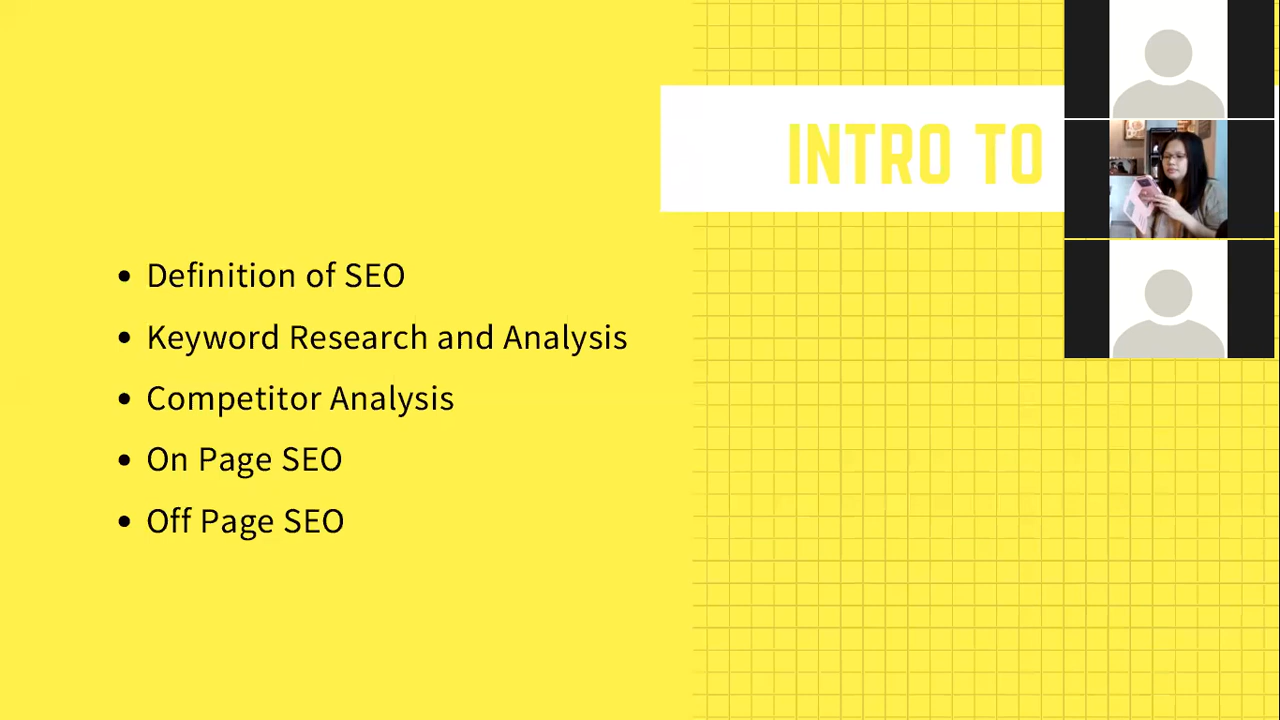 INTRO TO
Definition of SEO
Keyword Research and Analysis
Competitor Analysis
On Page SEO
Off Page SEO